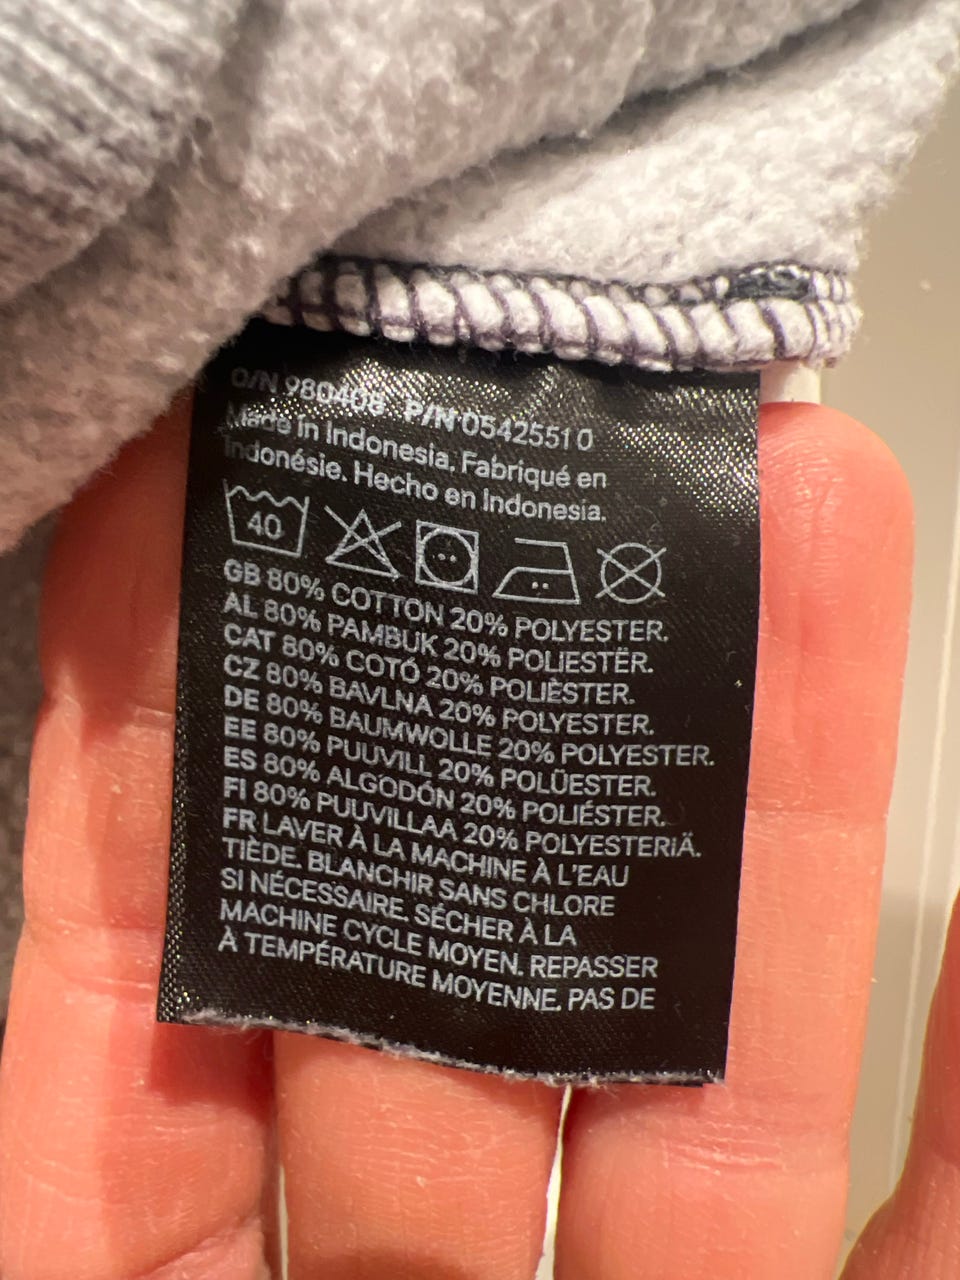 O/N 980408 P/N 05425510
Made in Indonesia. Fabriqué en
Indonésie. Hecho en Indonesia.
40
GB 80% COTTON 20% POLYESTER.
AL 80% PAMBUK 20% POLIESTËR.
CAT 80% COTÓ 20% POLIÈSTER.
CZ 80% BAVLNA 20% POLYESTER.
DE 80% BAUMWOLLE 20% POLYESTER.
EE 80% PUUVILL 20% POLÜESTER.
ES 80% ALGODÓN 20% POLIÉSTER.
FI 80% PUUVILLAA 20% POLYESTERIÄ.
FR LAVER À LA MACHINE À L'EAU
TIÈDE. BLANCHIR SANS CHLORE
SI NÉCESSAIRE. SÉCHER À LA
MACHINE CYCLE MOYEN. REPASSER
À TEMPÉRATURE MOYENNE. PAS DE